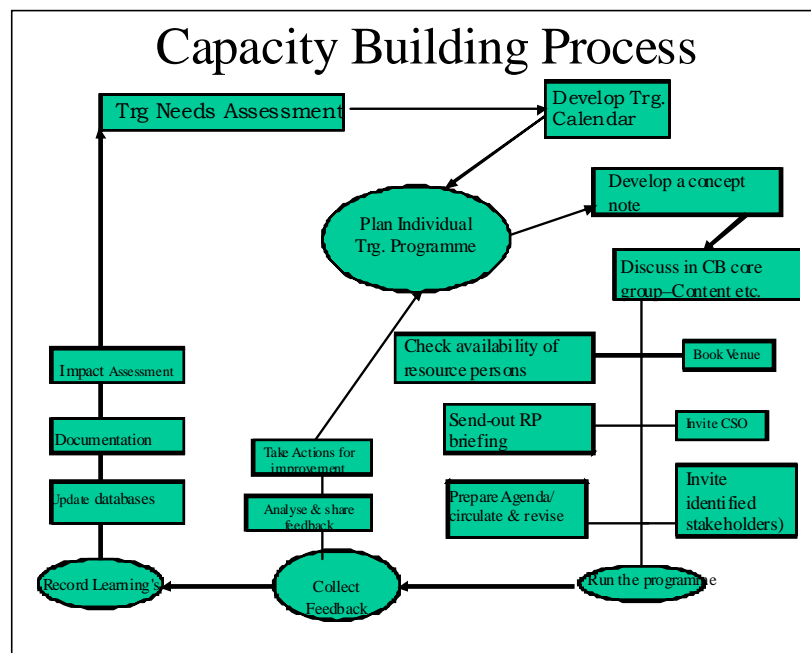 Capacity Building Process
Trg Needs Assessment
Develop Trg.
Calendar
Plan Individual
Trg. Programme
Develop a concept
note
Discuss in CB core
group–Content etc.
Check availability of
resource persons
Book Venue
Impact Assessment
Send-out RP
briefing
Invite CSO
Documentation
Take Actions for
improvement
Prepare Agenda/
circulate & revise
Invite
identified
stakeholders)
Update databases
Analyse & share
feedback
Record Learning's
Collect
Feedback
Run the programme